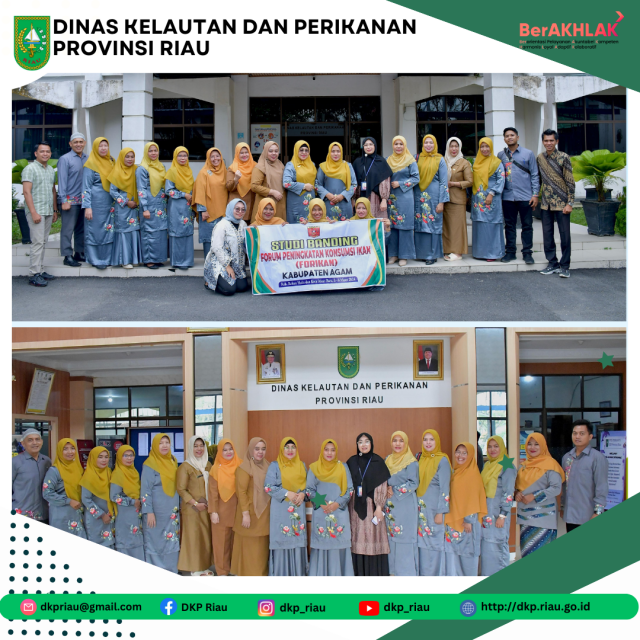 DINAS KELAUTAN DAN PERIKANAN
PROVINSI RIAU
RIAU
BerAKHLAK
STUDI BANDING
FORUM PENINGKATAN KONSUMSI IKAN
(FORIKAN)
KABUPATEN AGAM
DINAS KELAUTAN DAN PERIKANAN
PROVINSI RIAU
dkpriau@gmail.com
DKP Riau
dkp_riau
dkp_riau
http://dkp.riau.go.id